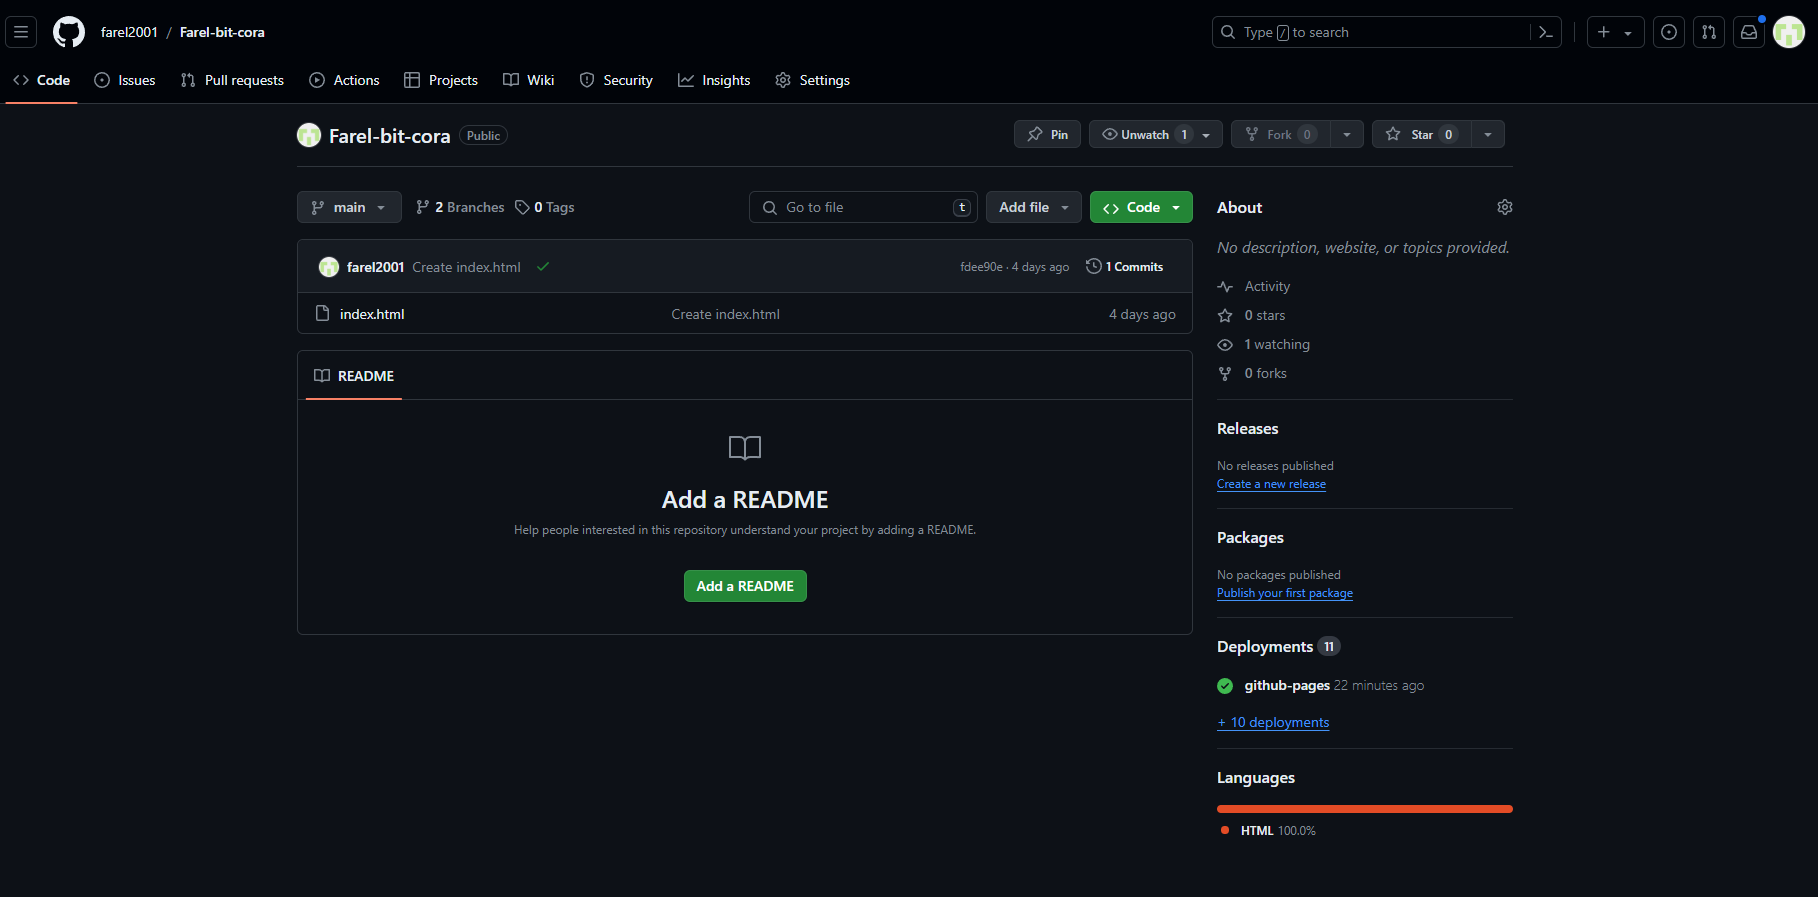 farel2001 / Farel-bit-cora
Type / to search
Code Issues Pull requests Actions Projects Wiki Security Insights Settings
Farel-bit-cora Public
Pin Unwatch 1 Fork 0 Star 0
main 2 Branches 0 Tags Go to file t Add file Code
farel2001 Create index.html fdee90e · 4 days ago 1 Commits
index.html Create index.html 4 days ago
README
Add a README
Help people interested in this repository understand your project by adding a README.
Add a README
About
No description, website, or topics provided.
Activity
0 stars
1 watching
0 forks
Releases
No releases published
Create a new release
Packages
No packages published
Publish your first package
Deployments 11
github-pages 22 minutes ago
+ 10 deployments
Languages
HTML 100.0%